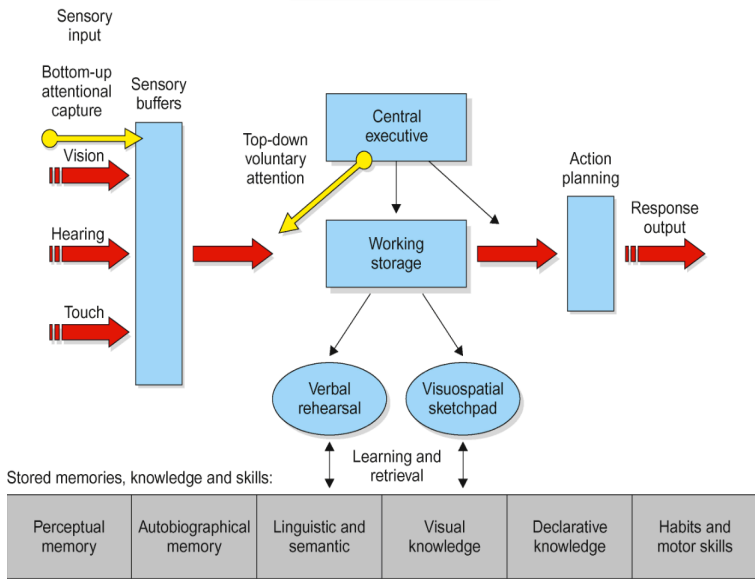 Sensory
input
Bottom-up
attentional
capture
Sensory
buffers
Vision
Hearing
Touch
Top-down
voluntary
attention
Central
executive
Working
storage
Action
planning
Response
output
Verbal
rehearsal
Visuospatial
sketchpad
Learning and
retrieval
Stored memories, knowledge and skills:
Perceptual
memory
Autobiographical
memory
Linguistic and
semantic
Visual
knowledge
Declarative
knowledge
Habits and
motor skills